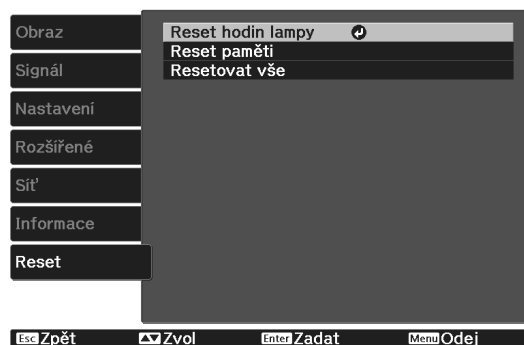 Obraz
Signál
Nastavení
Rozšířené
Síť
Informace
Reset
Reset hodin lampy
Reset paměti
Resetovat vše
Esc Zpět Zvol Enter Zadat Menu Odej